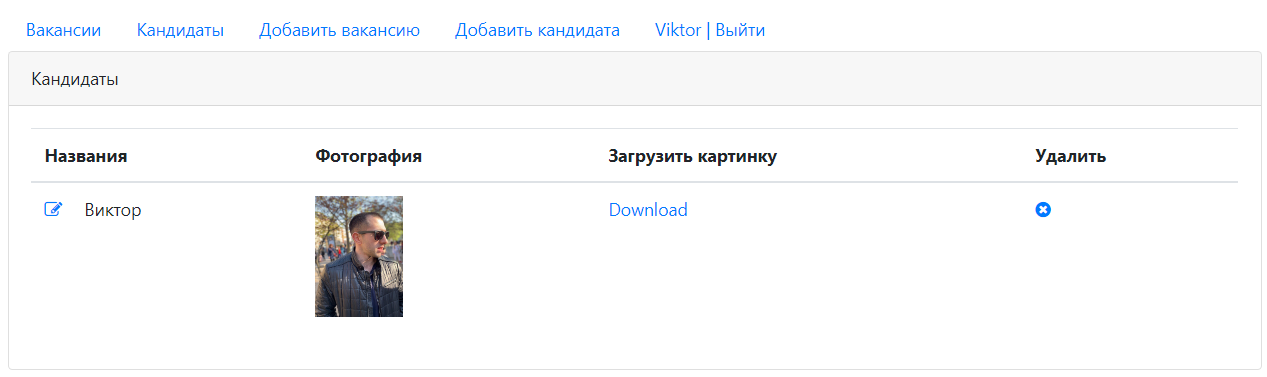 Вакансии Кандидаты Добавить вакансию Добавить кандидата Viktor | Выйти
Кандидаты
Названия Фотография Загрузить картинку Удалить
Виктор Download